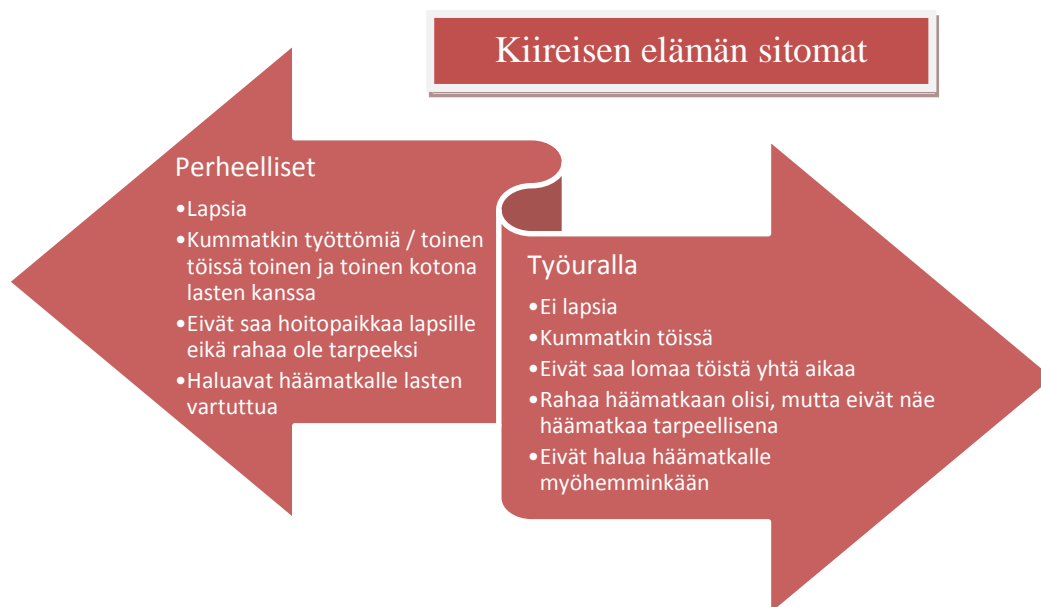 Kiireisen elämän sitomat
Perheelliset
•Lapsia
•Kummatkin työttömiä / toinen
töissä toinen ja toinen kotona
lasten kanssa
•Eivät saa hoitopaikkaa lapsille
eikä rahaa ole tarpeeksi
•Haluavat häämatkalle lasten
vartuttua
Työuralla
•Ei lapsia
•Kummatkin töissä
•Eivät saa lomaa töistä yhtä aikaa
•Rahaa häämatkaan olisi, mutta eivät näe
häämatkaa tarpeellisena
•Eivät halua häämatkalle
myöhemminkään